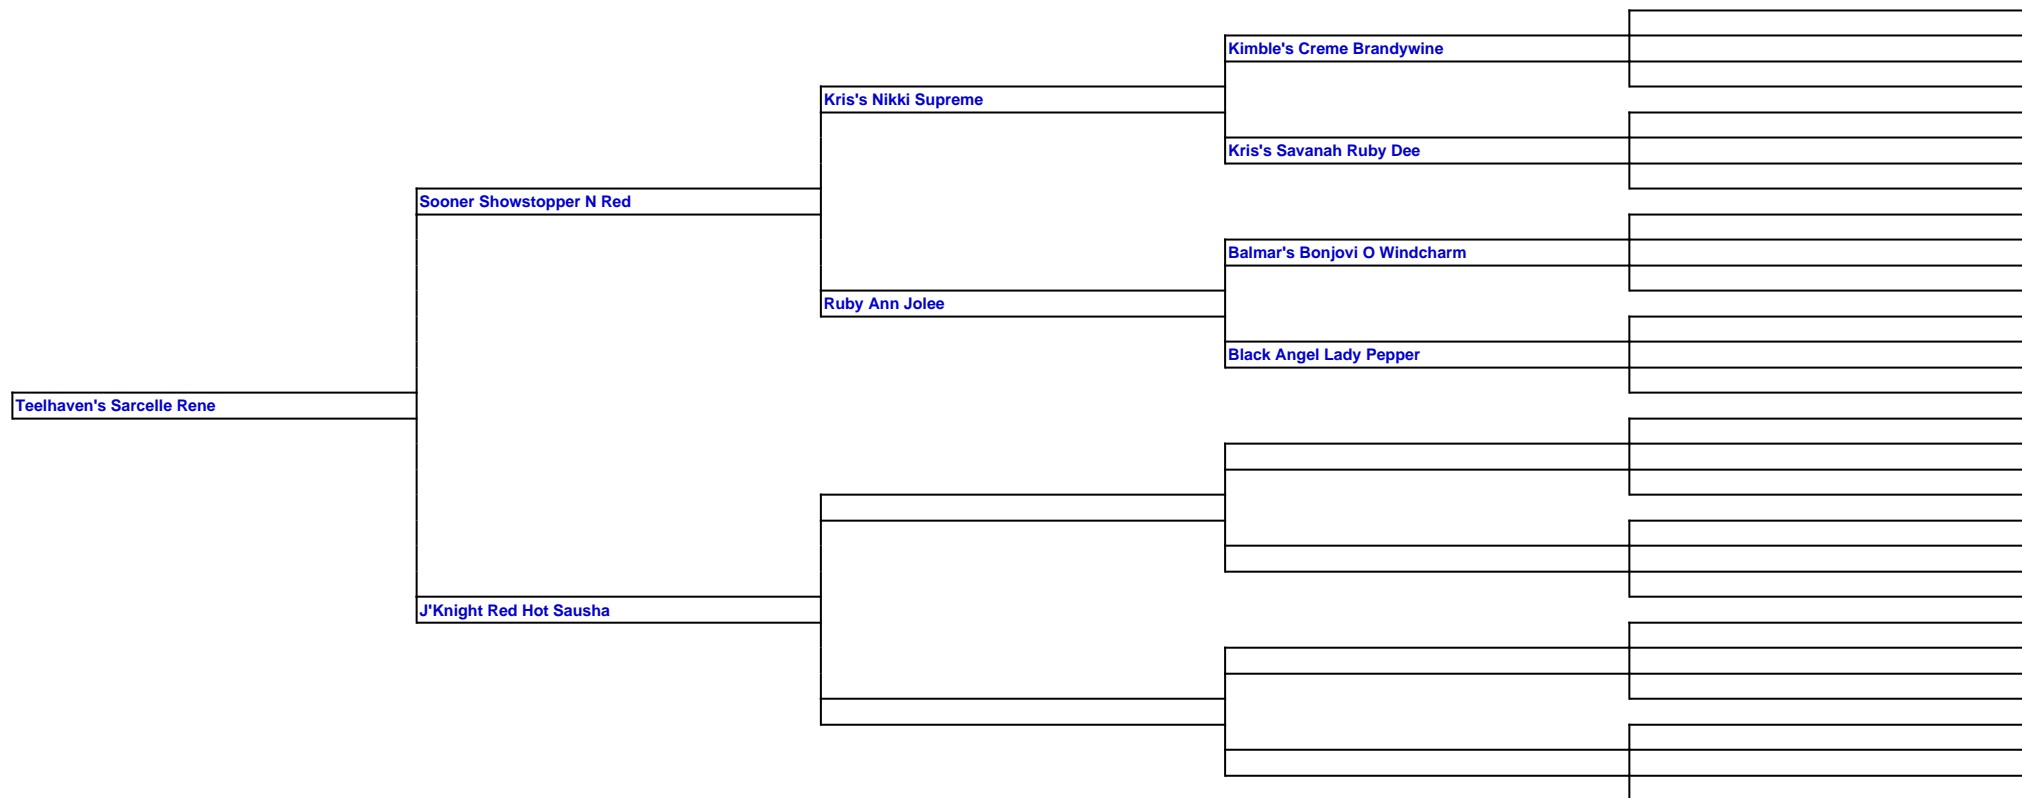 Kimble's Creme Brandywine
Kris's Nikki Supreme
Kris's Savanah Ruby Dee
Sooner Showstopper N Red
Balmar's Bonjovi O Windcharm
Ruby Ann Jolee
Black Angel Lady Pepper
Teelhaven's Sarcelle Rene
J'Knight Red Hot Sausha